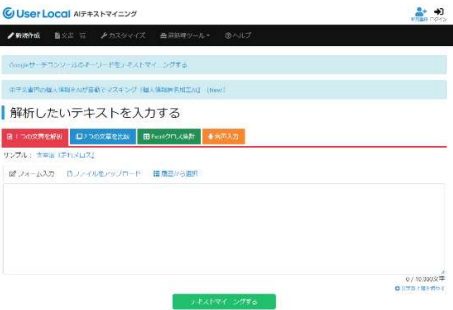 User Local AIテキストマイニング
新規作成 カスタマイズ ヘルプ
Googleサーチコンソールのキーワードをテキストマイニングする
解析したいテキストを入力する
1つの文章を解析 2つの文章を比較 Excelクロス集計 音声入力
サンプル：
フォーム入力 ファイルをアップロード 履歴から選択
0 / 10,000文字
テキストマイニングする